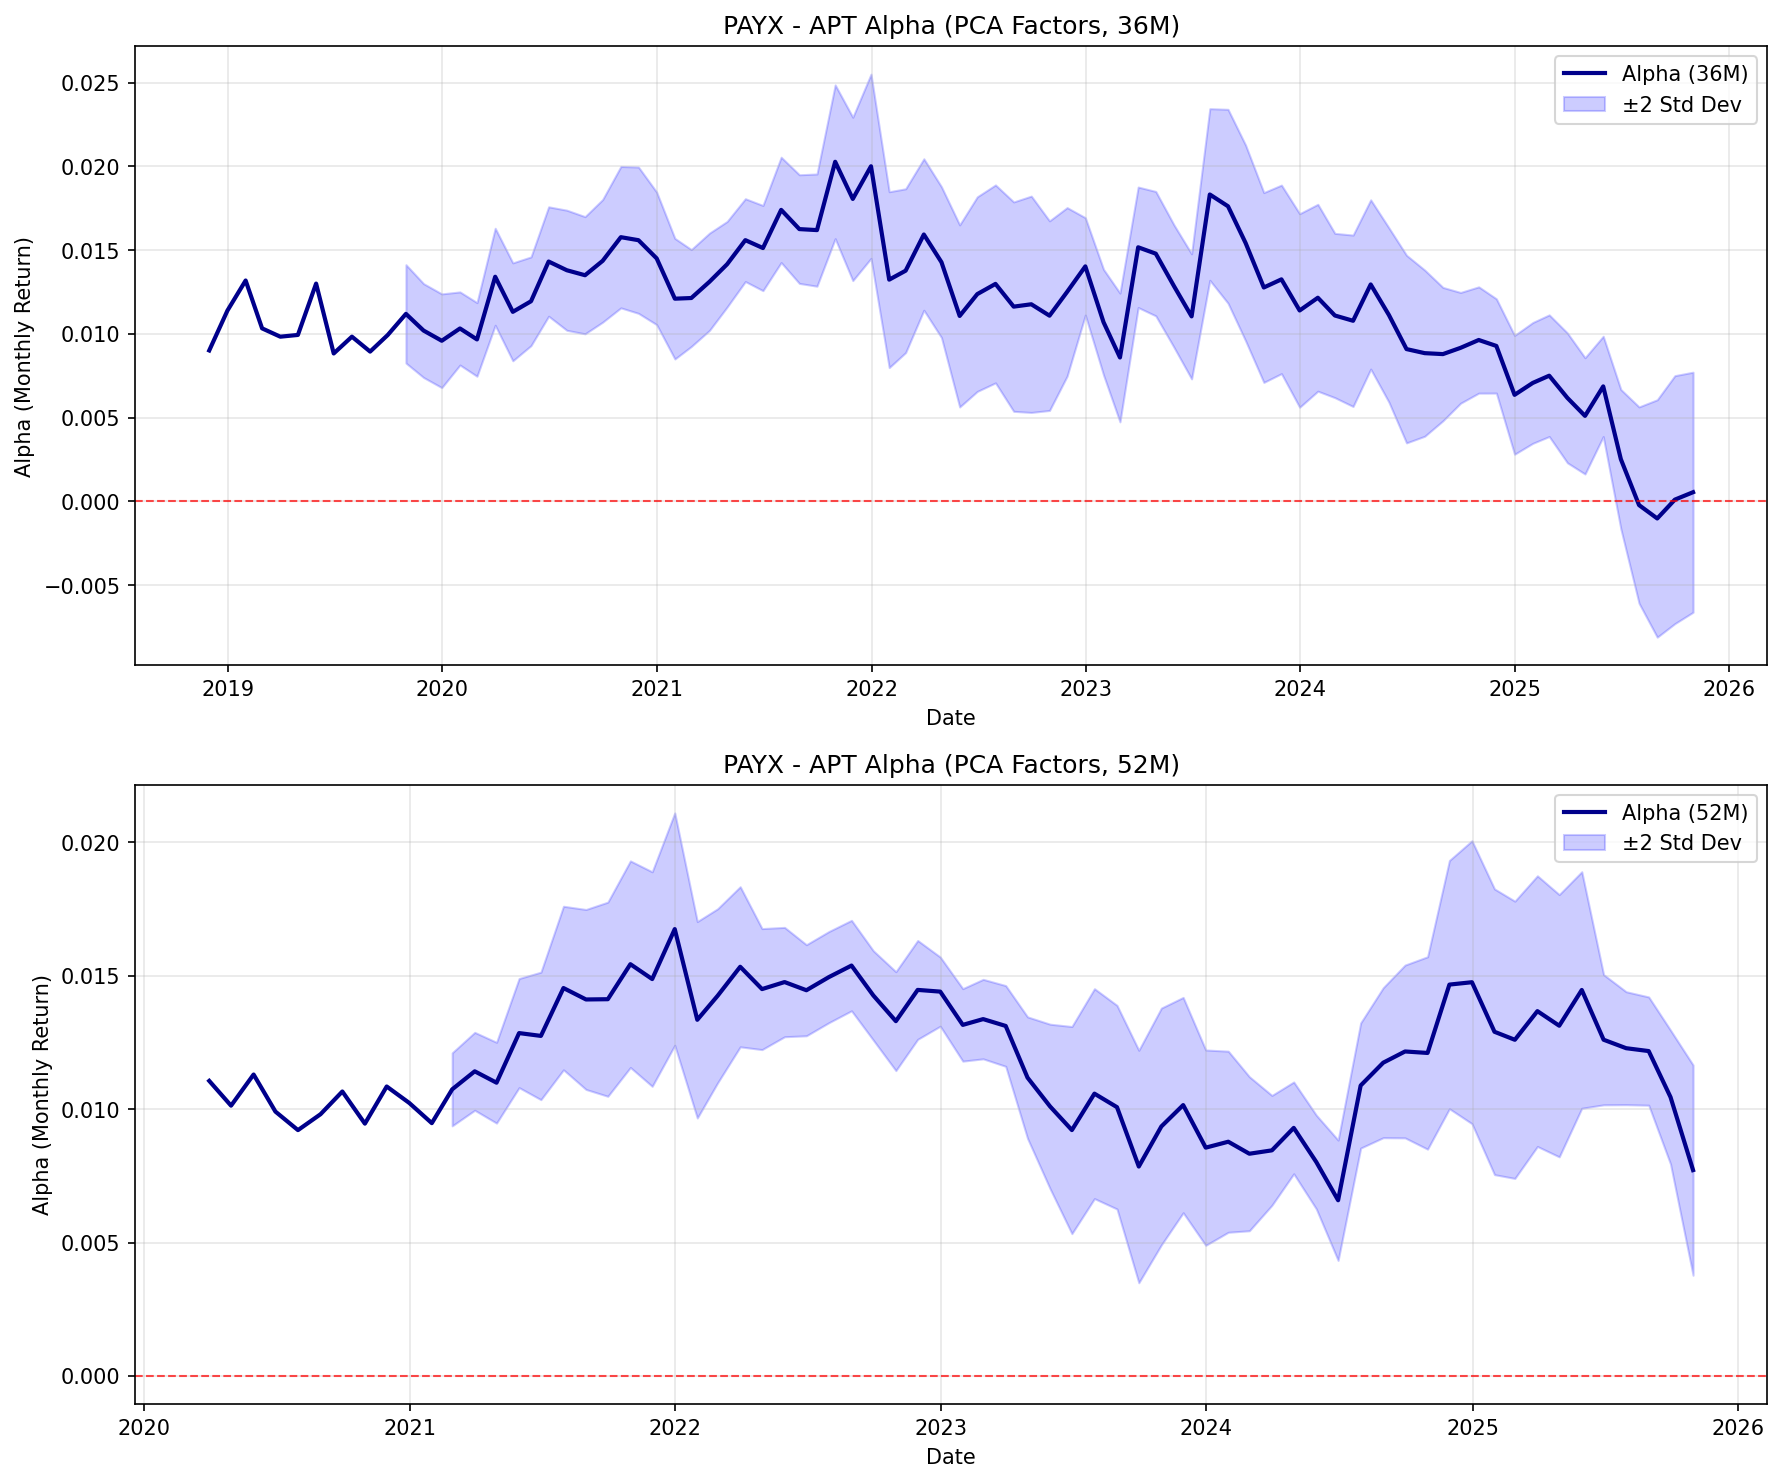 PAYX - APT Alpha (PCA Factors, 36M)
Alpha (36M)
±2 Std Dev
Alpha (Monthly Return)
0.025
0.020
0.015
0.010
0.005
0.000
−0.005
2019 2020 2021 2022 2023 2024 2025 2026
Date
PAYX - APT Alpha (PCA Factors, 52M)
Alpha (52M)
±2 Std Dev
Alpha (Monthly Return)
0.020
0.015
0.010
0.005
0.000
2020 2021 2022 2023 2024 2025 2026
Date